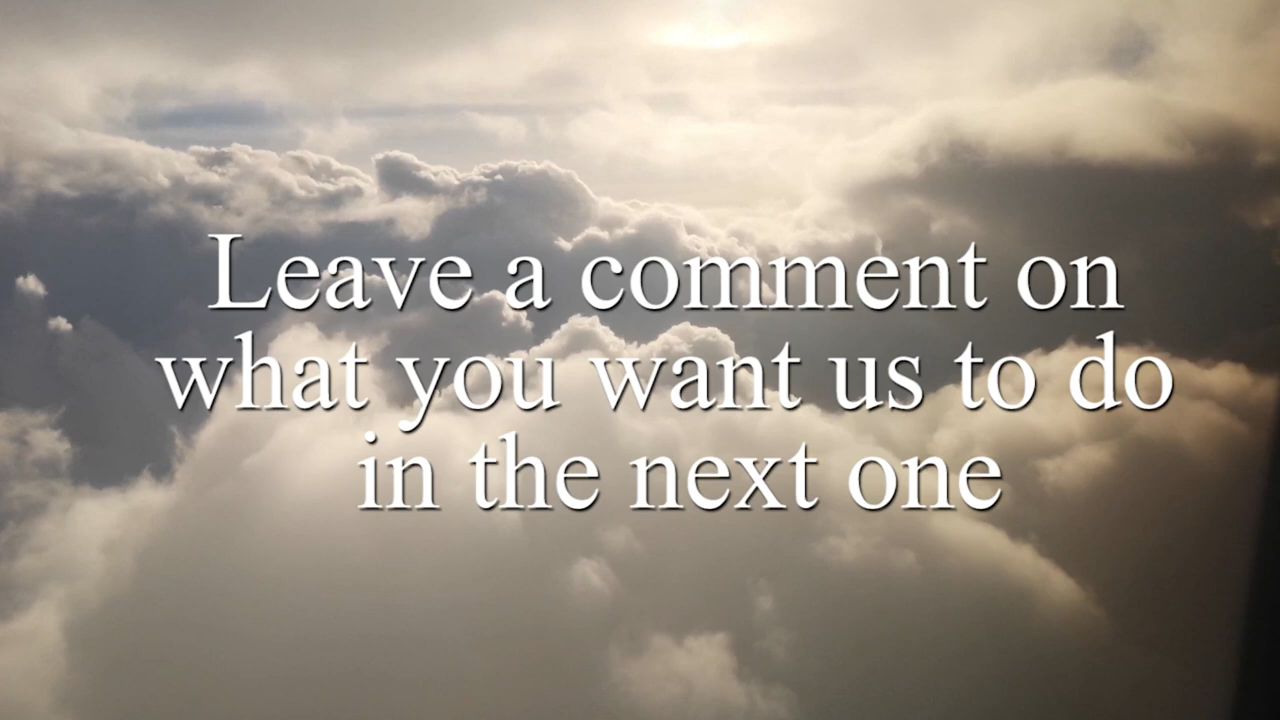 Leave a comment on
what you want us to do
in the next one